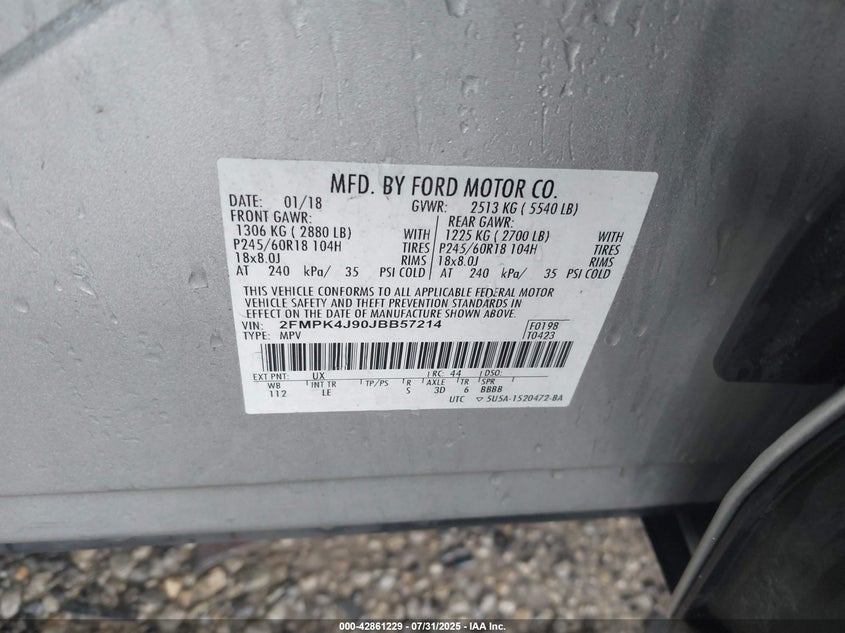 MFD. BY FORD MOTOR CO.
DATE: 01/18 GVWR: 2513 KG ( 5540 LB)
FRONT GAWR: REAR GAWR:
1306 KG ( 2880 LB) WITH 1225 KG ( 2700 LB) WITH
P245/60R18 104H TIRES P245/60R18 104H TIRES
18x8.0J RIMS 18x8.0J RIMS
AT 240 kPa/ 35 PSI COLD AT 240 kPa/ 35 PSI COLD
THIS VEHICLE CONFORMS TO ALL APPLICABLE FEDERAL MOTOR
VEHICLE SAFETY AND THEFT PREVENTION STANDARDS IN
EFFECT ON THE DATE OF MANUFACTURE SHOWN ABOVE.
VIN: 2FMPK4J90JBB57214 F0198
TYPE: MPV T0423
EXT PNT: UX RC: 44 DSO:
WB INT TR TP/PS R AXLE TR SPR
112 LE S 3D 6 BBBB
UTC ▽ 5U5A-1520472-BA
000-42861229 - 07/31/2025 - IAA Inc.